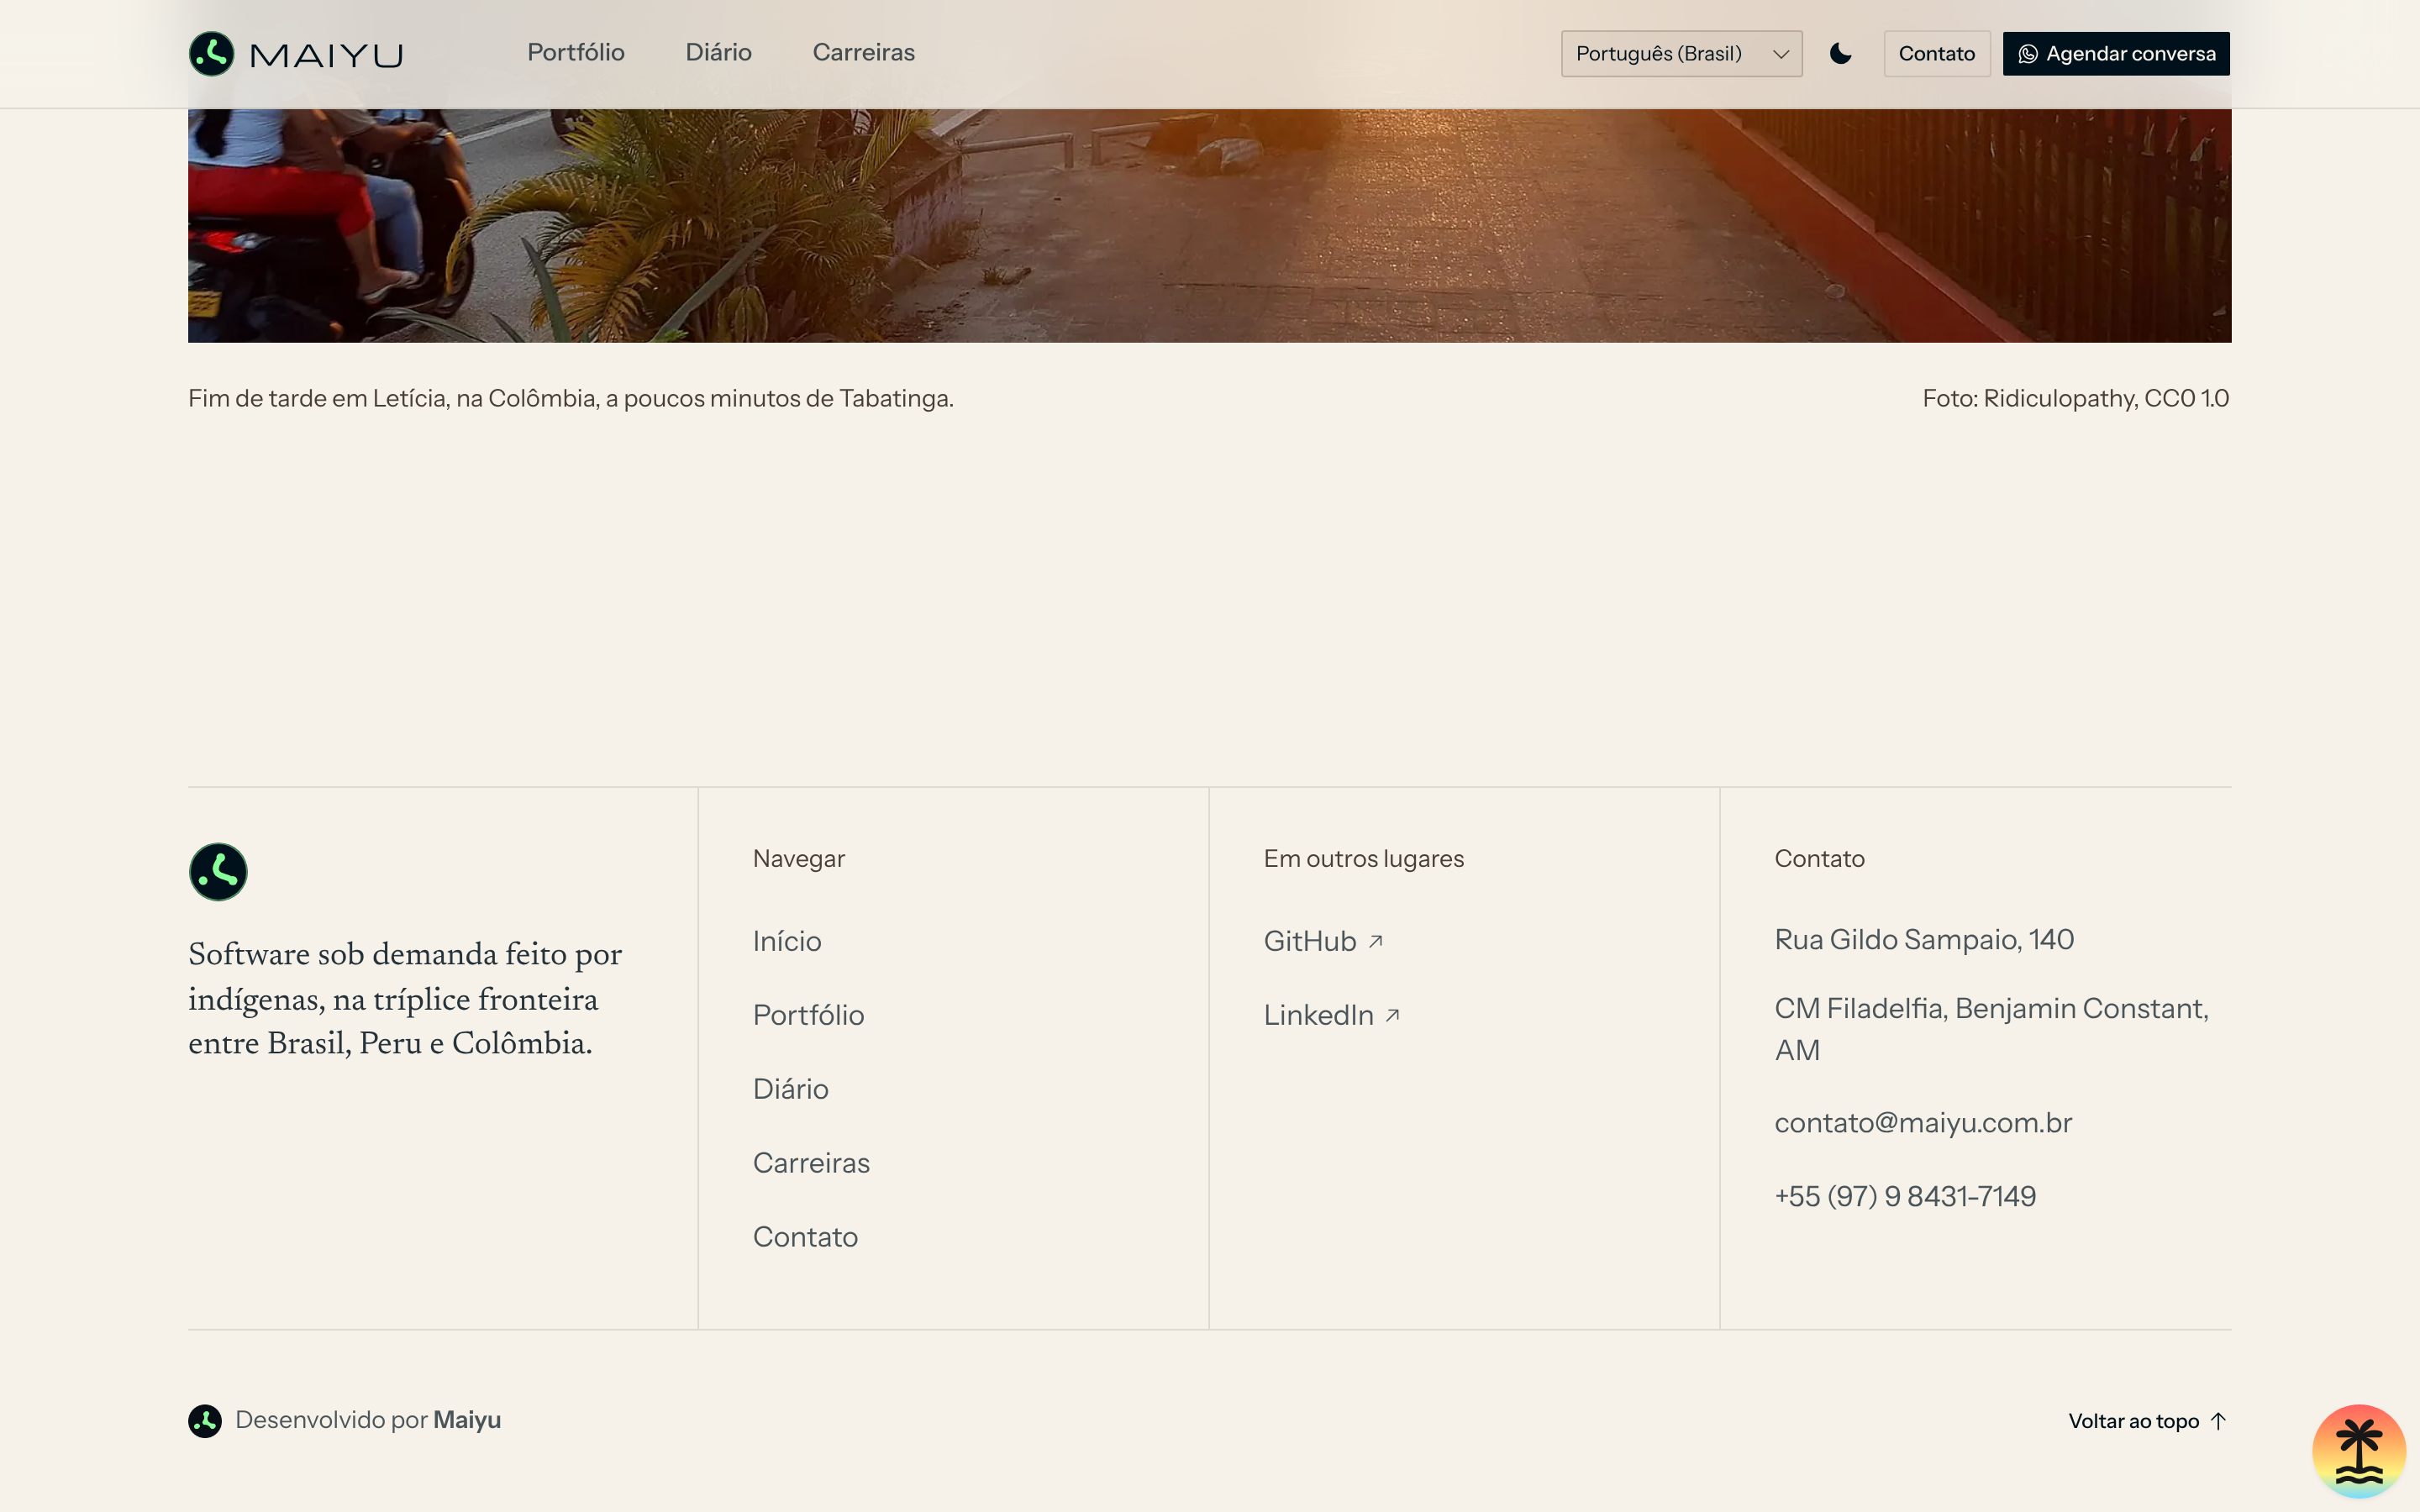 MAIYU
Portfólio
Diário
Carreiras
Português (Brasil)
Contato
Agendar conversa
Fim de tarde em Letícia, na Colômbia, a poucos minutos de Tabatinga.
Foto: Ridiculopathy, CC0 1.0
Software sob demanda feito por
indígenas, na tríplice fronteira
entre Brasil, Peru e Colômbia.
Navegar
Início
Portfólio
Diário
Carreiras
Contato
Em outros lugares
GitHub ↗
LinkedIn ↗
Contato
Rua Gildo Sampaio, 140
CM Filadelfia, Benjamin Constant,
AM
contato@maiyu.com.br
+55 (97) 9 8431-7149
Desenvolvido por Maiyu
Voltar ao topo ↑